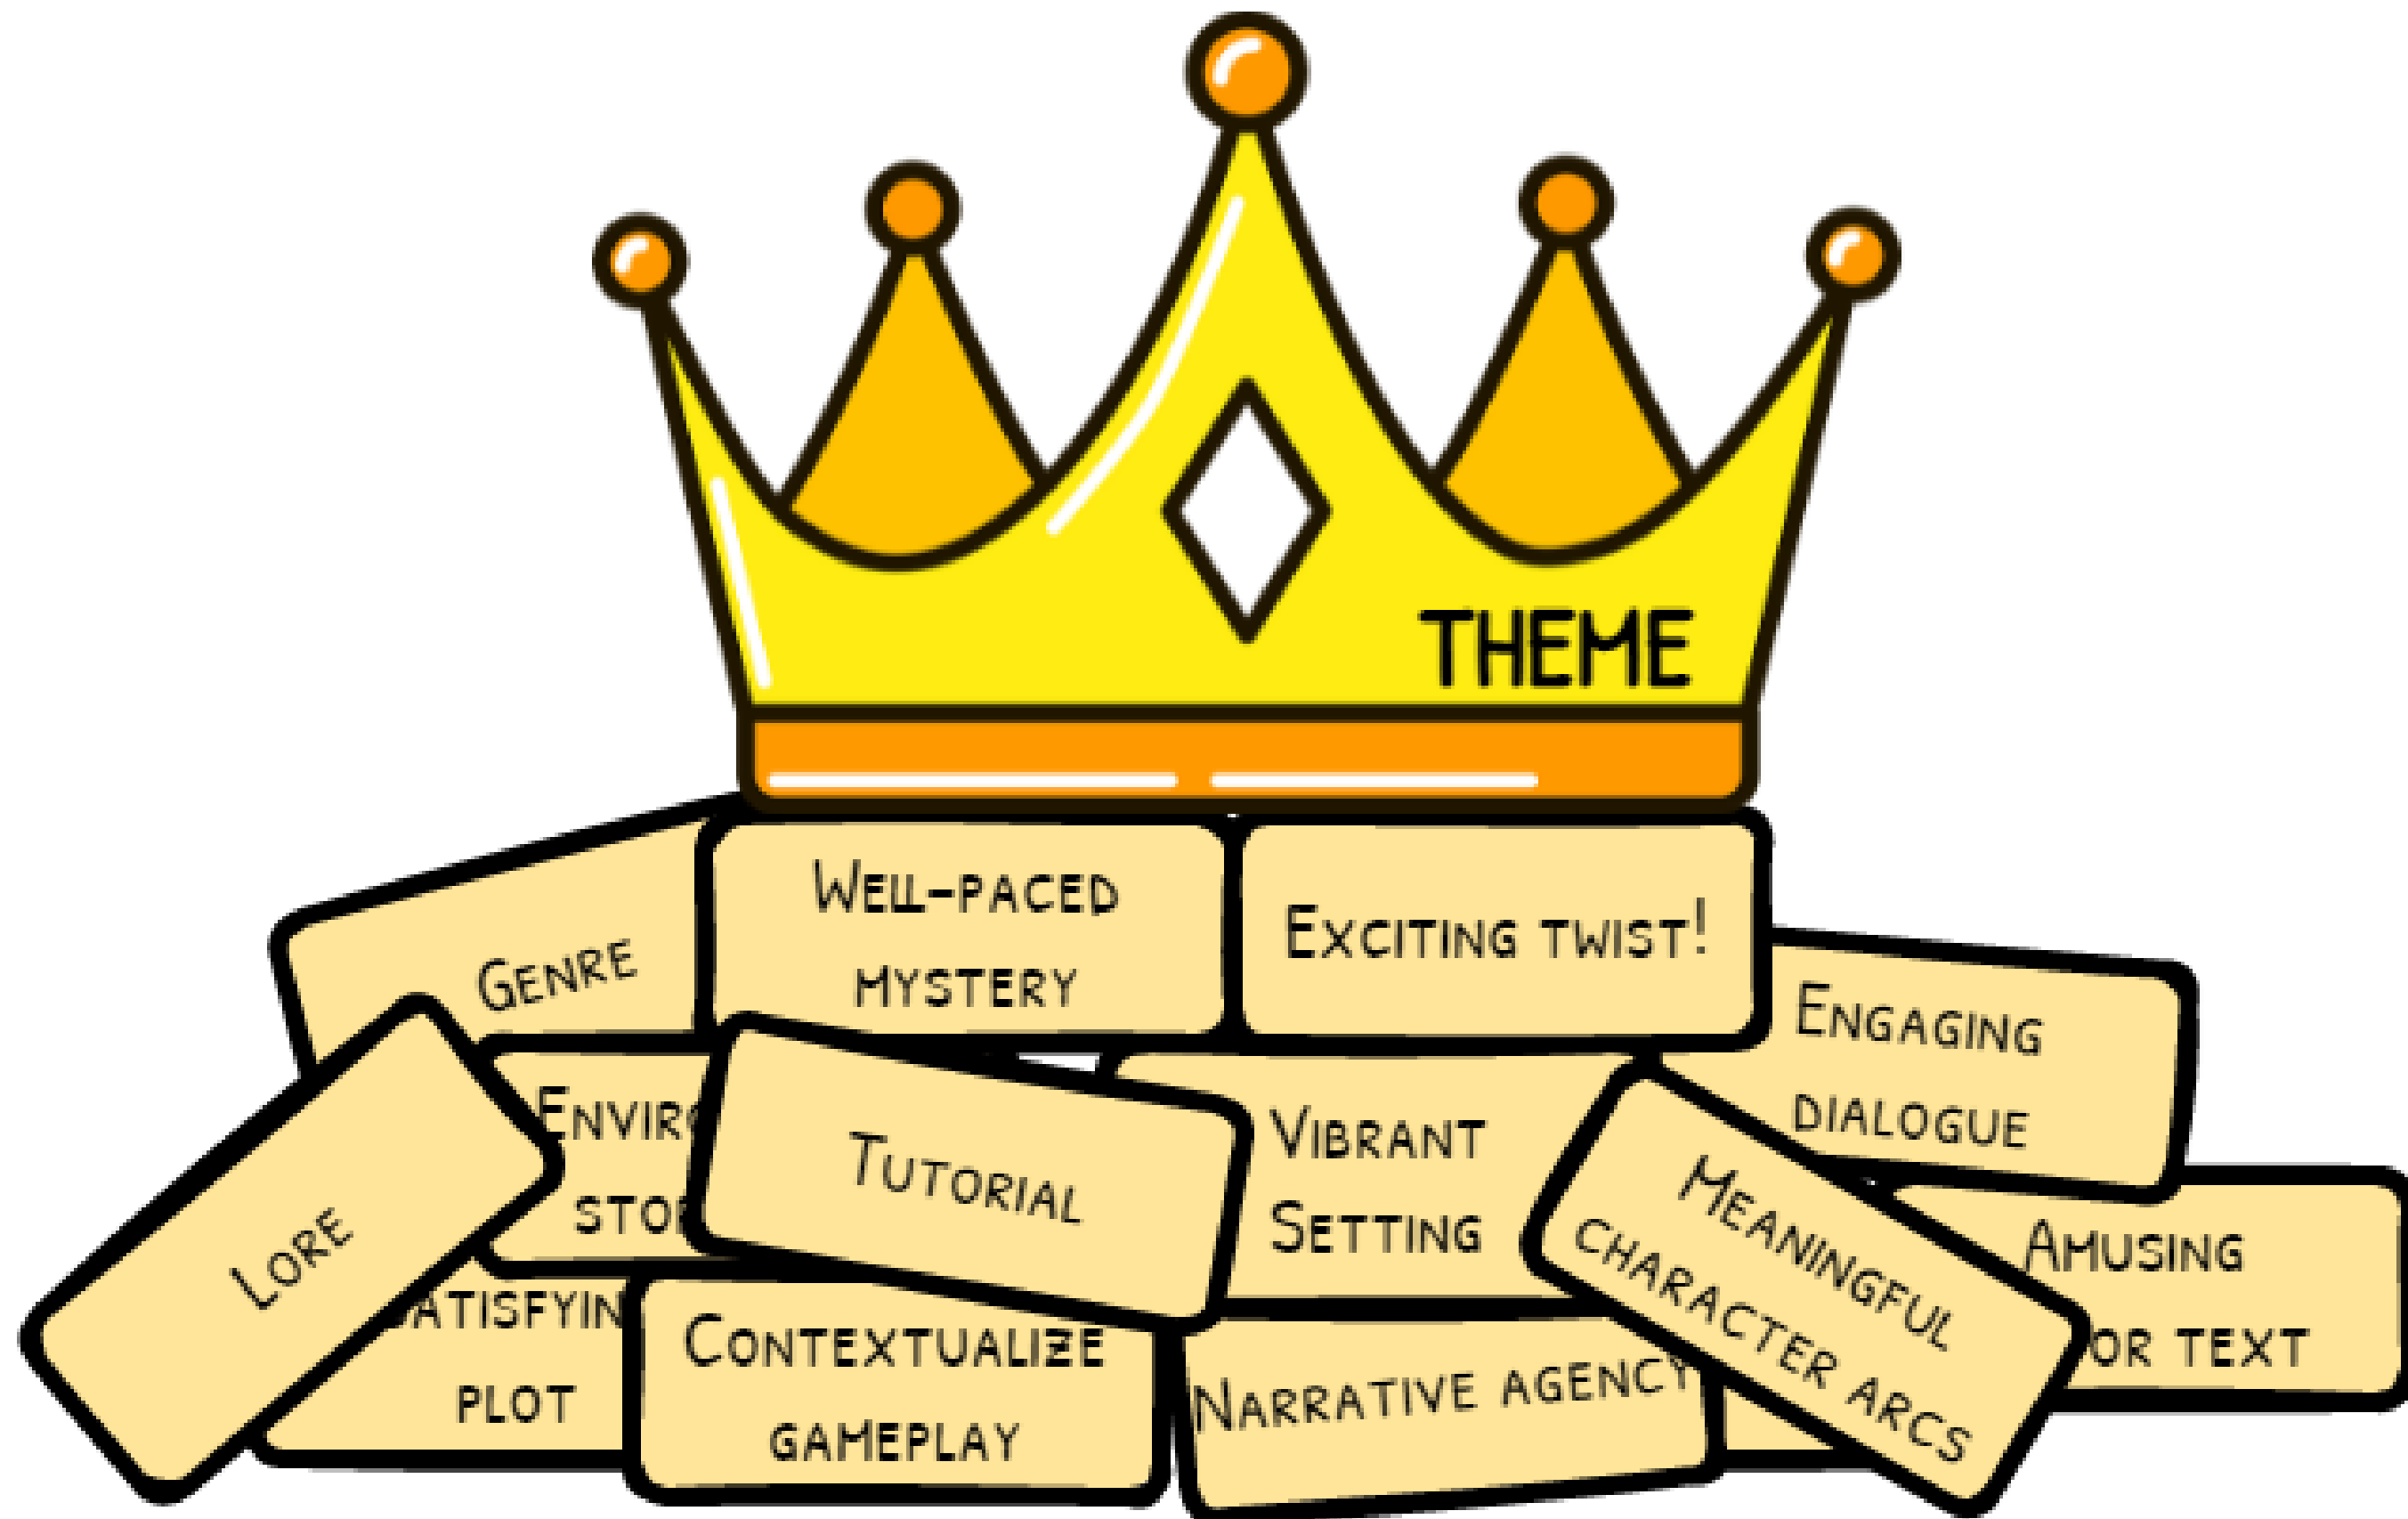 THEME
GENRE
WELL-PACED
MYSTERY
EXCITING TWIST!
ENGAGING
DIALOGUE
LORE
TUTORIAL
VIBRANT
SETTING
MEANINGFUL
CHARACTER ARCS
AMUSING
TEXT
PLOT
CONTEXTUALIZE
GAMEPLAY
NARRATIVE AGENCY